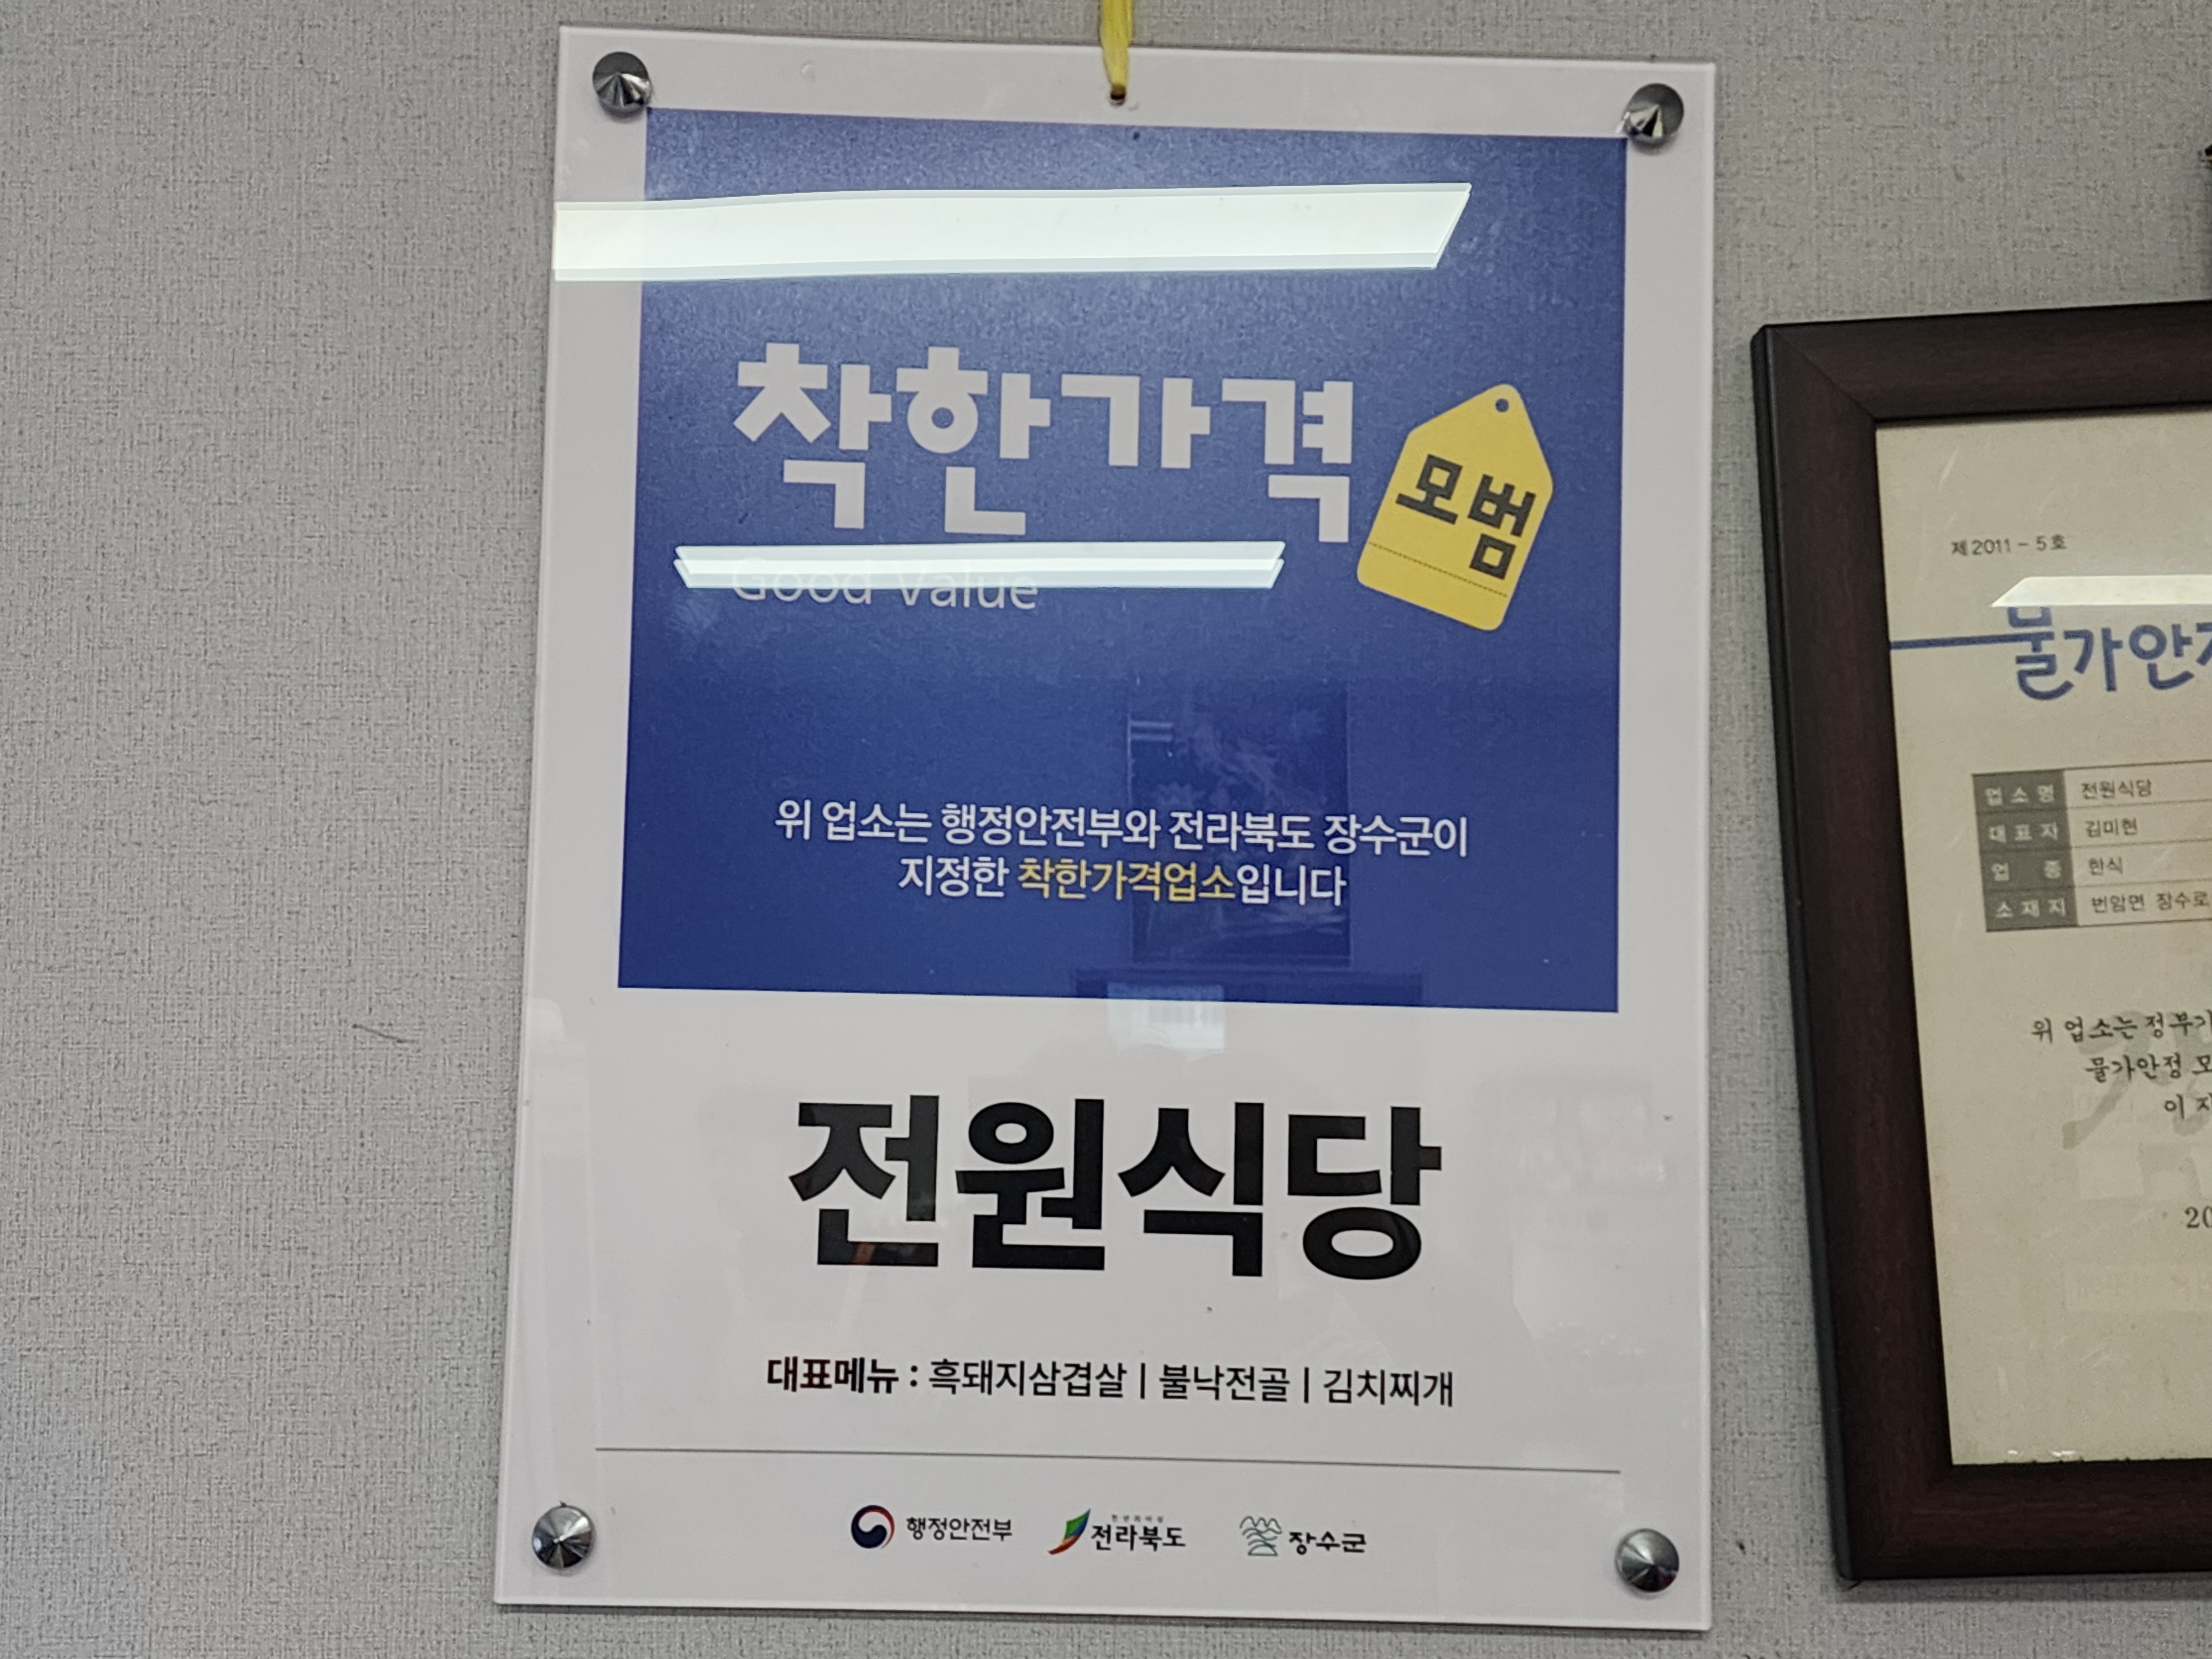 착한가격
모범
Good Value
위 업소는 행정안전부와 전라북도 장수군이
지정한 착한가격업소입니다
전원식당
대표메뉴 : 흑돼지삼겹살 | 불낙전골 | 김치찌개
행정안전부
전라북도
장수군
제2011-5호
물가안
업소명 전원식당
대표자 김미현
업 종 한식
소재지 번암면 장수로
위 업소는 정부가
물가안정 모
이 지
20